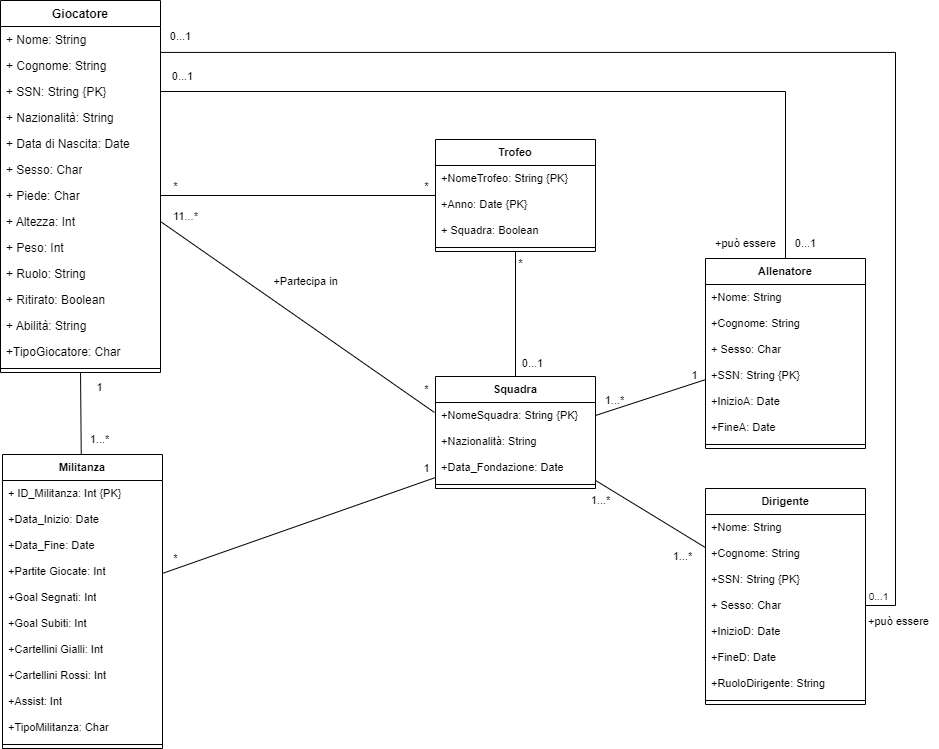 Giocatore
+ Nome: String
+ Cognome: String
+ SSN: String {PK}
+ Nazionalità: String
+ Data di Nascita: Date
+ Sesso: Char
+ Piede: Char
+ Altezza: Int
+ Peso: Int
+ Ruolo: String
+ Ritirato: Boolean
+ Abilità: String
+TipoGiocatore: Char
0...1
0...1
*
*
11...*
+Partecipa in
Trofeo
+NomeTrofeo: String {PK}
+Anno: Date {PK}
+ Squadra: Boolean
*
0...1
+può essere
0...1
Allenatore
+Nome: String
+Cognome: String
+ Sesso: Char
+SSN: String {PK}
+InizioA: Date
+FineA: Date
1
1...*
*
Squadra
+NomeSquadra: String {PK}
+Nazionalità: String
+Data_Fondazione: Date
1
1...*
1...*
1
1...*
*
Militanza
+ ID_Militanza: Int {PK}
+Data_Inizio: Date
+Data_Fine: Date
+Partite Giocate: Int
+Goal Segnati: Int
+Goal Subiti: Int
+Cartellini Gialli: Int
+Cartellini Rossi: Int
+Assist: Int
+TipoMilitanza: Char
Dirigente
+Nome: String
+Cognome: String
+SSN: String {PK}
+ Sesso: Char
+InizioD: Date
+FineD: Date
+RuoloDirigente: String
0...1
+può essere